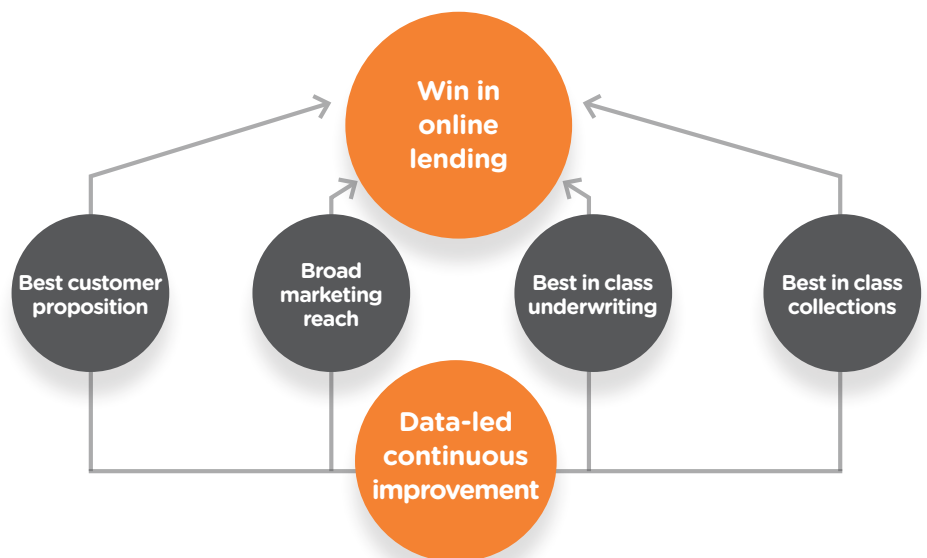 Win in
online
lending
Best customer
proposition
Broad
marketing
reach
Best in class
underwriting
Best in class
collections
Data-led
continuous
improvement